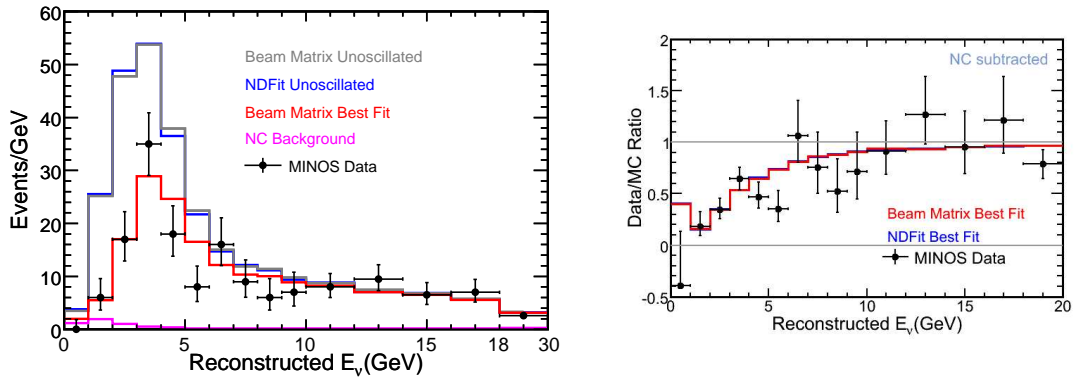 60
50
40
30
20
10
0
Events/GeV
Beam Matrix Unoscillated
NDFit Unoscillated
Beam Matrix Best Fit
NC Background
MINOS Data
0 5 10 15 18 30
Reconstructed Eν(GeV)
2
1.5
1
0.5
0
-0.5
Data/MC Ratio
NC subtracted
Beam Matrix Best Fit
NDFit Best Fit
MINOS Data
0 5 10 15 20
Reconstructed Eν(GeV)